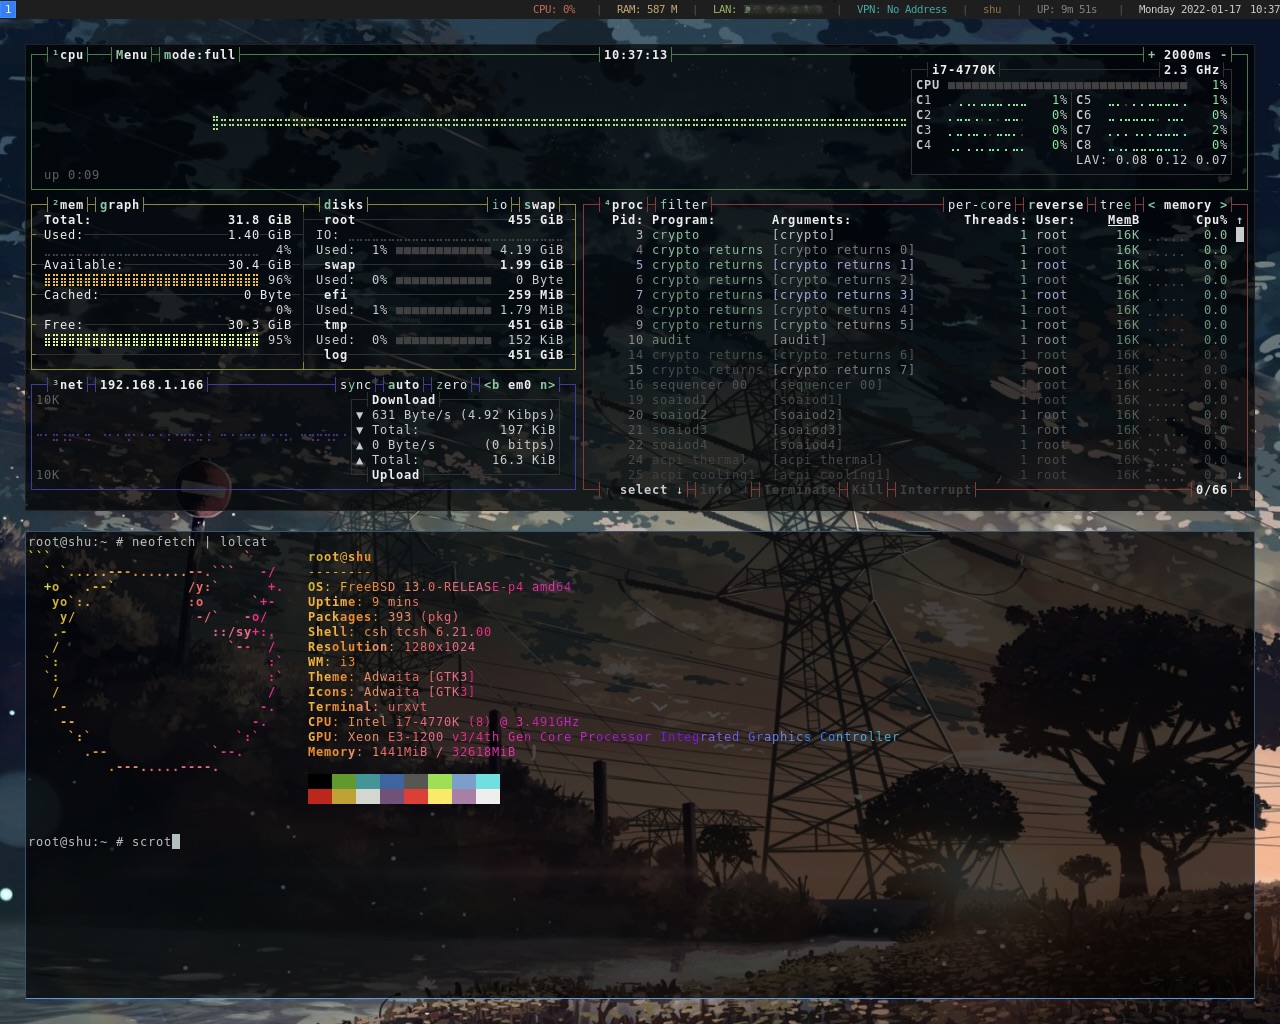 1 CPU: 0% | RAM: 587 M | LAN: | VPN: No Address | shu | UP: 9m 51s | Monday 2022-01-17 10:37
¹cpu Menu mode:full 10:37:13 + 2000ms -
i7-4770K 2.3 GHz
CPU 1%
C1 1% C5 1%
C2 0% C6 0%
C3 0% C7 2%
C4 0% C8 0%
LAV: 0.08 0.12 0.07
up 0:09
²mem graph disks io swap
Total: 31.8 GiB root 455 GiB
Used: 1.40 GiB IO:
4% Used: 1% 4.19 GiB
Available: 30.4 GiB swap 1.99 GiB
96% Used: 0% 0 Byte
Cached: 0 Byte efi 259 MiB
0% Used: 1% 1.79 MiB
Free: 30.3 GiB tmp 451 GiB
95% Used: 0% 152 KiB
log 451 GiB
³net 192.168.1.166 sync auto zero <b em0 n>
10K Download
▼ 631 Byte/s (4.92 Kibps)
▼ Total: 197 KiB
▲ 0 Byte/s (0 bitps)
▲ Total: 16.3 KiB
10K Upload
⁴proc filter per-core reverse tree < memory >
Pid: Program: Arguments: Threads: User: MemB Cpu% ↑
3 crypto [crypto] 1 root 16K 0.0
4 crypto returns [crypto returns 0] 1 root 16K 0.0
5 crypto returns [crypto returns 1] 1 root 16K 0.0
6 crypto returns [crypto returns 2] 1 root 16K 0.0
7 crypto returns [crypto returns 3] 1 root 16K 0.0
8 crypto returns [crypto returns 4] 1 root 16K 0.0
9 crypto returns [crypto returns 5] 1 root 16K 0.0
10 audit [audit] 1 root 16K 0.0
14 crypto returns [crypto returns 6] 1 root 16K 0.0
15 crypto returns [crypto returns 7] 1 root 16K 0.0
16 sequencer 00 [sequencer 00] 1 root 16K 0.0
19 soaiod1 [soaiod1] 1 root 16K 0.0
20 soaiod2 [soaiod2] 1 root 16K 0.0
21 soaiod3 [soaiod3] 1 root 16K 0.0
22 soaiod4 [soaiod4] 1 root 16K 0.0
24 acpi_thermal [acpi_thermal] 1 root 16K 0.0
25 acpi_cooling1 [acpi_cooling1] 1 root 16K 0.0 ↓
↑ select ↓ info Terminate Kill Interrupt 0/66
root@shu:~ # neofetch | lolcat
```                        `
  ` `.....---.......--.```   -/
  +o   .--`         /y:`      +.
   yo`:.            :o      `+-
    y/               -/`   -o/
   .-                  ::/sy+:.
   /                     `--  /
  `:                          :`
  `:                          :`
   /                          /
   .-                        -.
    --                      -.
     `:`                  `:`
       .--             `--.
          .---.....----.
root@shu
--------
OS: FreeBSD 13.0-RELEASE-p4 amd64
Uptime: 9 mins
Packages: 393 (pkg)
Shell: csh tcsh 6.21.00
Resolution: 1280x1024
WM: i3
Theme: Adwaita [GTK3]
Icons: Adwaita [GTK3]
Terminal: urxvt
CPU: Intel i7-4770K (8) @ 3.491GHz
GPU: Xeon E3-1200 v3/4th Gen Core Processor Integrated Graphics Controller
Memory: 1441MiB / 32618MiB
root@shu:~ # scrot